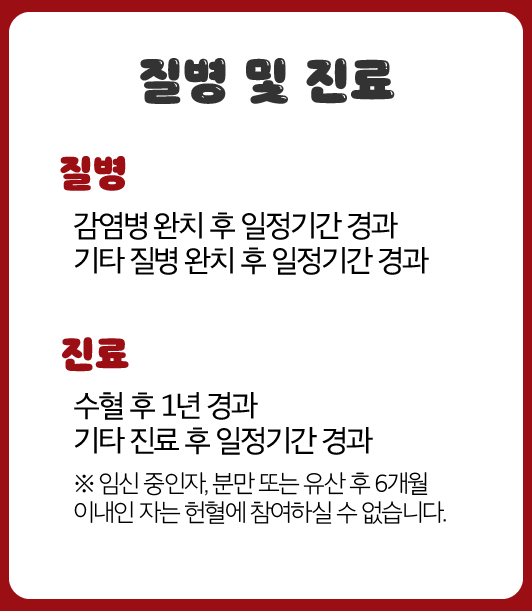 질병 및 진료
질병
감염병 완치 후 일정기간 경과
기타 질병 완치 후 일정기간 경과
진료
수혈 후 1년 경과
기타 진료 후 일정기간 경과
※ 임신 중인자, 분만 또는 유산 후 6개월
이내인 자는 헌혈에 참여하실 수 없습니다.